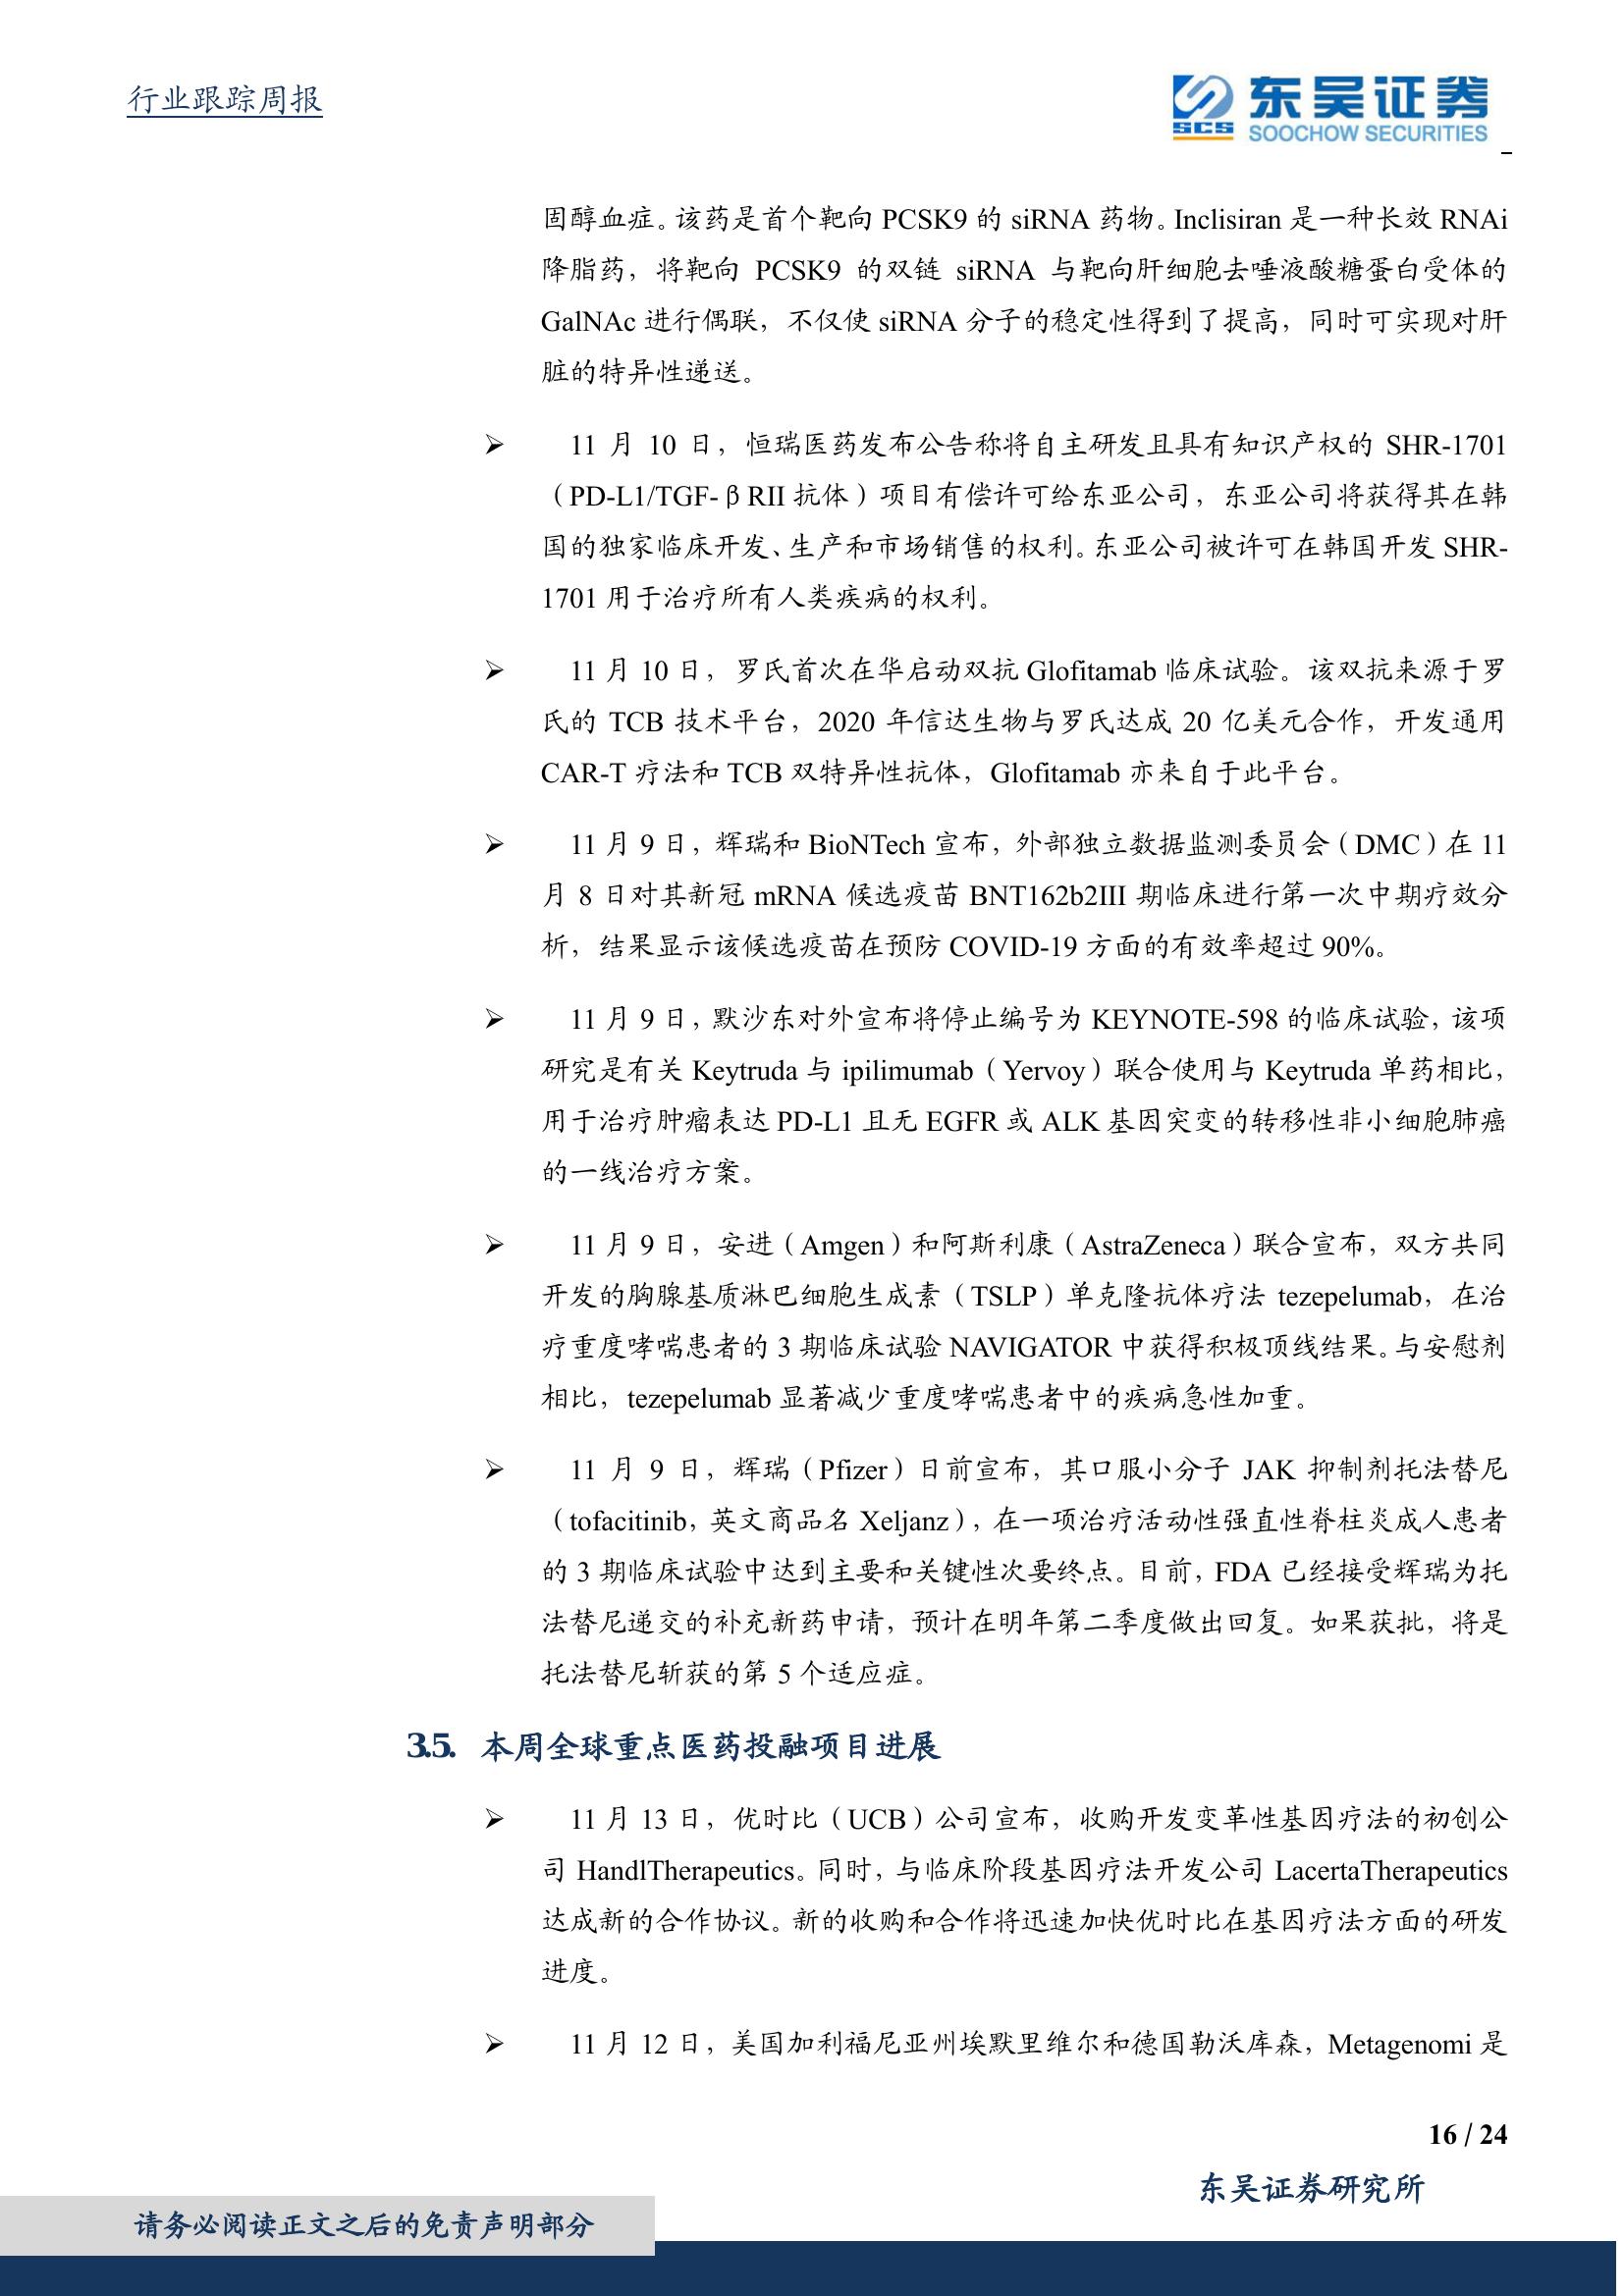 行业跟踪周报
SCS
东吴证券
SOOCHOW SECURITIES
固醇血症。该药是首个靶向 PCSK9 的 siRNA 药物。Inclisiran 是一种长效 RNAi
降脂药，将靶向 PCSK9 的双链 siRNA 与靶向肝细胞去唾液酸糖蛋白受体的
GalNAc 进行偶联，不仅使 siRNA 分子的稳定性得到了提高，同时可实现对肝
脏的特异性递送。
➢ 11 月 10 日，恒瑞医药发布公告称将自主研发且具有知识产权的 SHR-1701
（PD-L1/TGF-βRII 抗体）项目有偿许可给东亚公司，东亚公司将获得其在韩
国的独家临床开发、生产和市场销售的权利。东亚公司被许可在韩国开发 SHR-
1701 用于治疗所有人类疾病的权利。
➢ 11 月 10 日，罗氏首次在华启动双抗 Glofitamab 临床试验。该双抗来源于罗
氏的 TCB 技术平台，2020 年信达生物与罗氏达成 20 亿美元合作，开发通用
CAR-T 疗法和 TCB 双特异性抗体，Glofitamab 亦来自于此平台。
➢ 11 月 9 日，辉瑞和 BioNTech 宣布，外部独立数据监测委员会（DMC）在 11
月 8 日对其新冠 mRNA 候选疫苗 BNT162b2III 期临床进行第一次中期疗效分
析，结果显示该候选疫苗在预防 COVID-19 方面的有效率超过 90%。
➢ 11 月 9 日，默沙东对外宣布将停止编号为 KEYNOTE-598 的临床试验，该项
研究是有关 Keytruda 与 ipilimumab（Yervoy）联合使用与 Keytruda 单药相比，
用于治疗肿瘤表达 PD-L1 且无 EGFR 或 ALK 基因突变的转移性非小细胞肺癌
的一线治疗方案。
➢ 11 月 9 日，安进（Amgen）和阿斯利康（AstraZeneca）联合宣布，双方共同
开发的胸腺基质淋巴细胞生成素（TSLP）单克隆抗体疗法 tezepelumab，在治
疗重度哮喘患者的 3 期临床试验 NAVIGATOR 中获得积极顶线结果。与安慰剂
相比，tezepelumab 显著减少重度哮喘患者中的疾病急性加重。
➢ 11 月 9 日，辉瑞（Pfizer）日前宣布，其口服小分子 JAK 抑制剂托法替尼
（tofacitinib，英文商品名 Xeljanz），在一项治疗活动性强直性脊柱炎成人患者
的 3 期临床试验中达到主要和关键性次要终点。目前，FDA 已经接受辉瑞为托
法替尼递交的补充新药申请，预计在明年第二季度做出回复。如果获批，将是
托法替尼斩获的第 5 个适应症。
3.5. 本周全球重点医药投融项目进展
➢ 11 月 13 日，优时比（UCB）公司宣布，收购开发变革性基因疗法的初创公
司 HandlTherapeutics。同时，与临床阶段基因疗法开发公司 LacertaTherapeutics
达成新的合作协议。新的收购和合作将迅速加快优时比在基因疗法方面的研发
进度。
➢ 11 月 12 日，美国加利福尼亚州埃默里维尔和德国勒沃库森，Metagenomi 是
16 / 24
东吴证券研究所
请务必阅读正文之后的免责声明部分